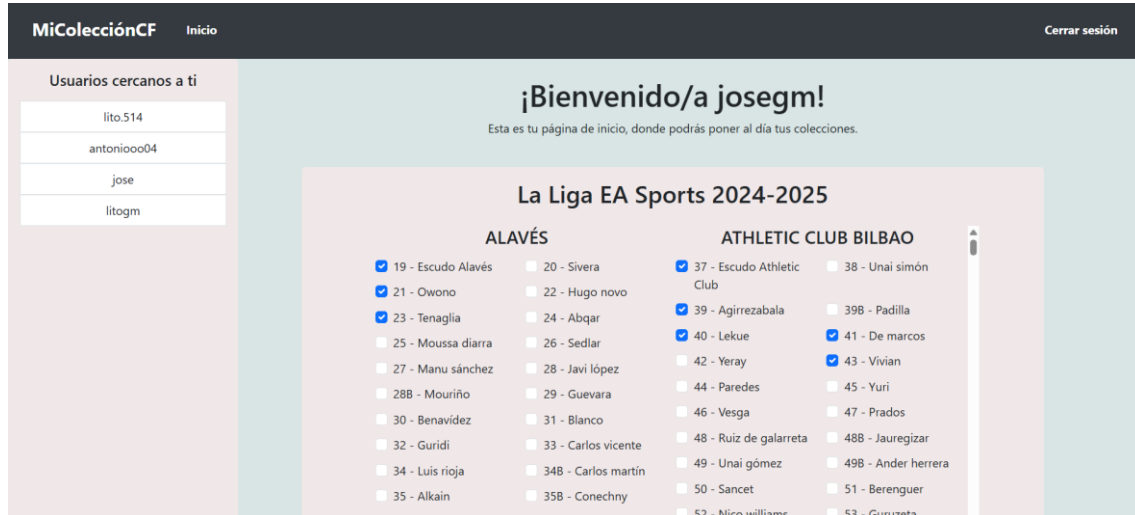 MiColecciónCF Inicio Cerrar sesión
Usuarios cercanos a ti
lito.514
antoniooo04
jose
litogm
¡Bienvenido/a josegm!
Esta es tu página de inicio, donde podrás poner al día tus colecciones.
La Liga EA Sports 2024-2025
ALAVÉS
19 - Escudo Alavés 20 - Sivera
21 - Owono 22 - Hugo novo
23 - Tenaglia 24 - Abqar
25 - Moussa diarra 26 - Sedlar
27 - Manu sánchez 28 - Javi lópez
28B - Mouriño 29 - Guevara
30 - Benavídez 31 - Blanco
32 - Guridi 33 - Carlos vicente
34 - Luis rioja 34B - Carlos martín
35 - Alkain 35B - Conechny
ATHLETIC CLUB BILBAO
37 - Escudo Athletic 38 - Unai simón
Club
39 - Agirrezabala 39B - Padilla
40 - Lekue 41 - De marcos
42 - Yeray 43 - Vivian
44 - Paredes 45 - Yuri
46 - Vesga 47 - Prados
48 - Ruiz de galarreta 48B - Jauregizar
49 - Unai gómez 49B - Ander herrera
50 - Sancet 51 - Berenguer
52 - Nico williams 53 - Guruzeta